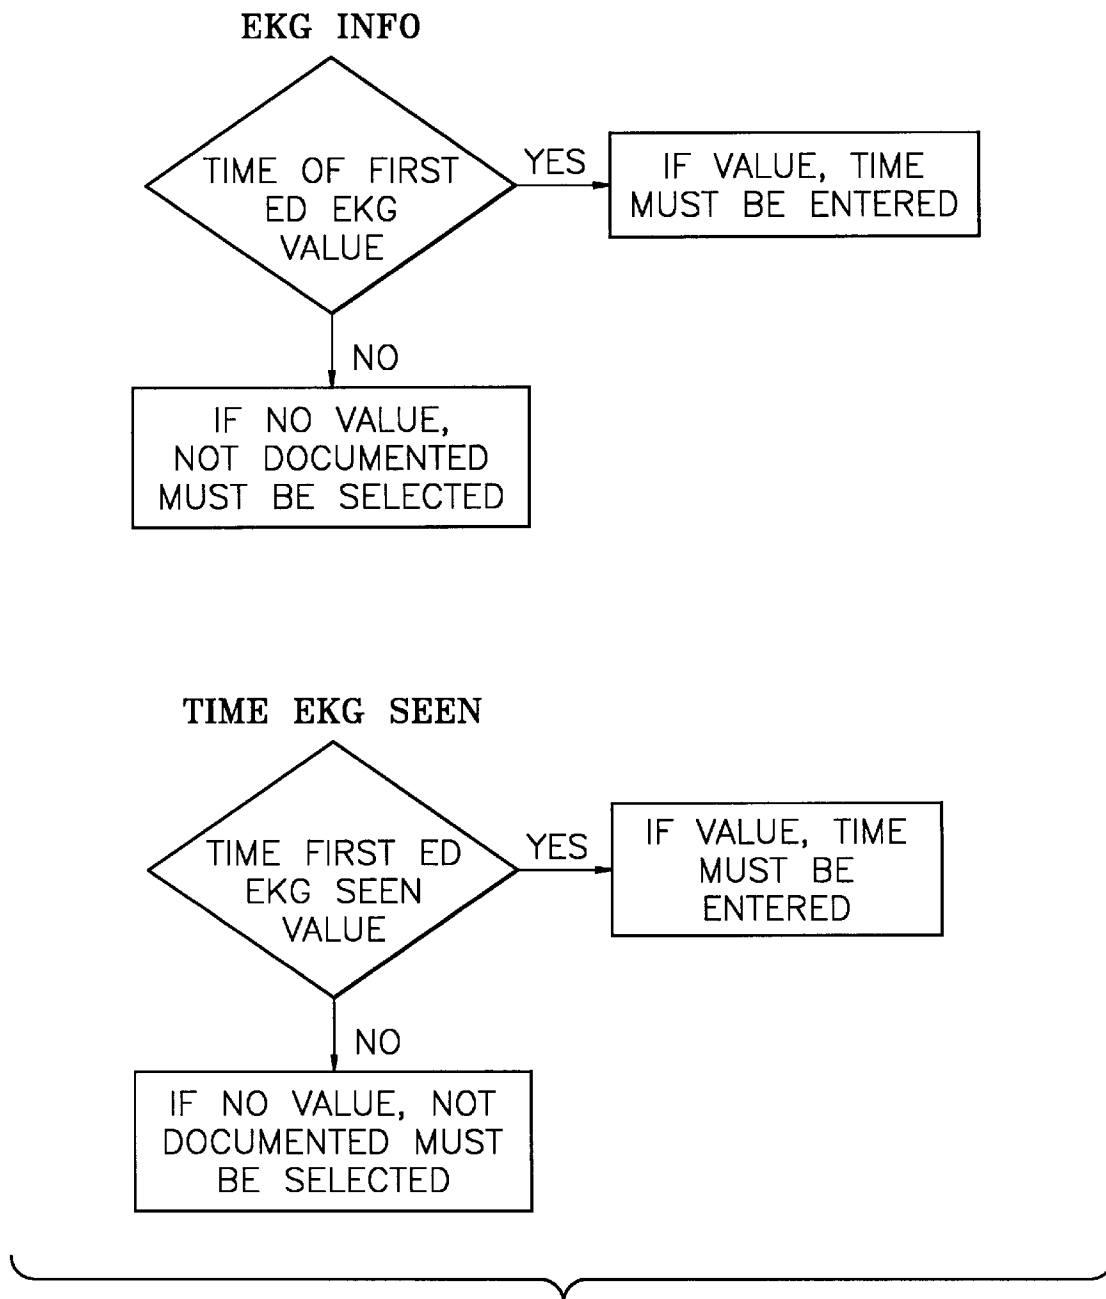 EKG INFO
TIME OF FIRST
ED EKG
VALUE
YES
IF VALUE, TIME
MUST BE ENTERED
NO
IF NO VALUE,
NOT DOCUMENTED
MUST BE SELECTED
TIME EKG SEEN
TIME FIRST ED
EKG SEEN
VALUE
YES
IF VALUE, TIME
MUST BE
ENTERED
NO
IF NO VALUE, NOT
DOCUMENTED MUST
BE SELECTED